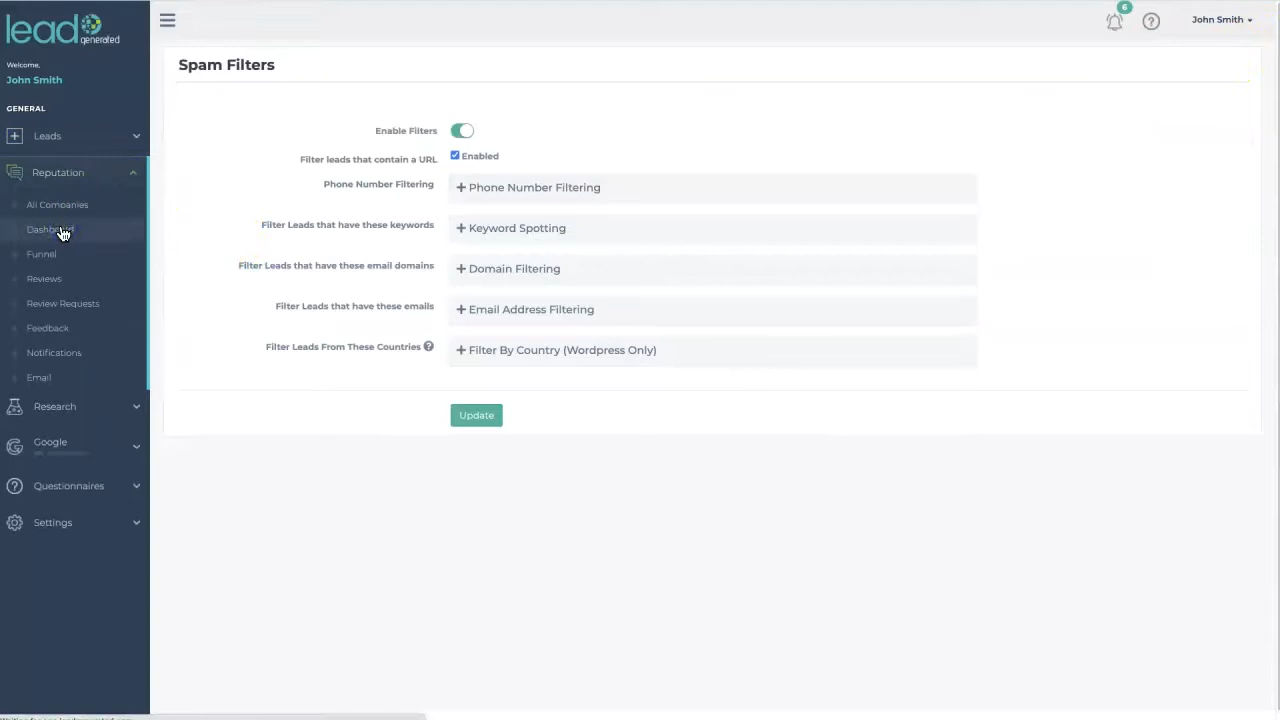 lead
generated
6
John Smith
Welcome,
John Smith
GENERAL
Leads
Reputation
All Companies
Dashboard
Funnel
Reviews
Review Requests
Feedback
Notifications
Email
Research
Google
Questionnaires
Settings
Spam Filters
Enable Filters
Filter leads that contain a URL
Enabled
Phone Number Filtering
+ Phone Number Filtering
Filter Leads that have these keywords
+ Keyword Spotting
Filter Leads that have these email domains
+ Domain Filtering
Filter Leads that have these emails
+ Email Address Filtering
Filter Leads From These Countries ?
+ Filter By Country (Wordpress Only)
Update